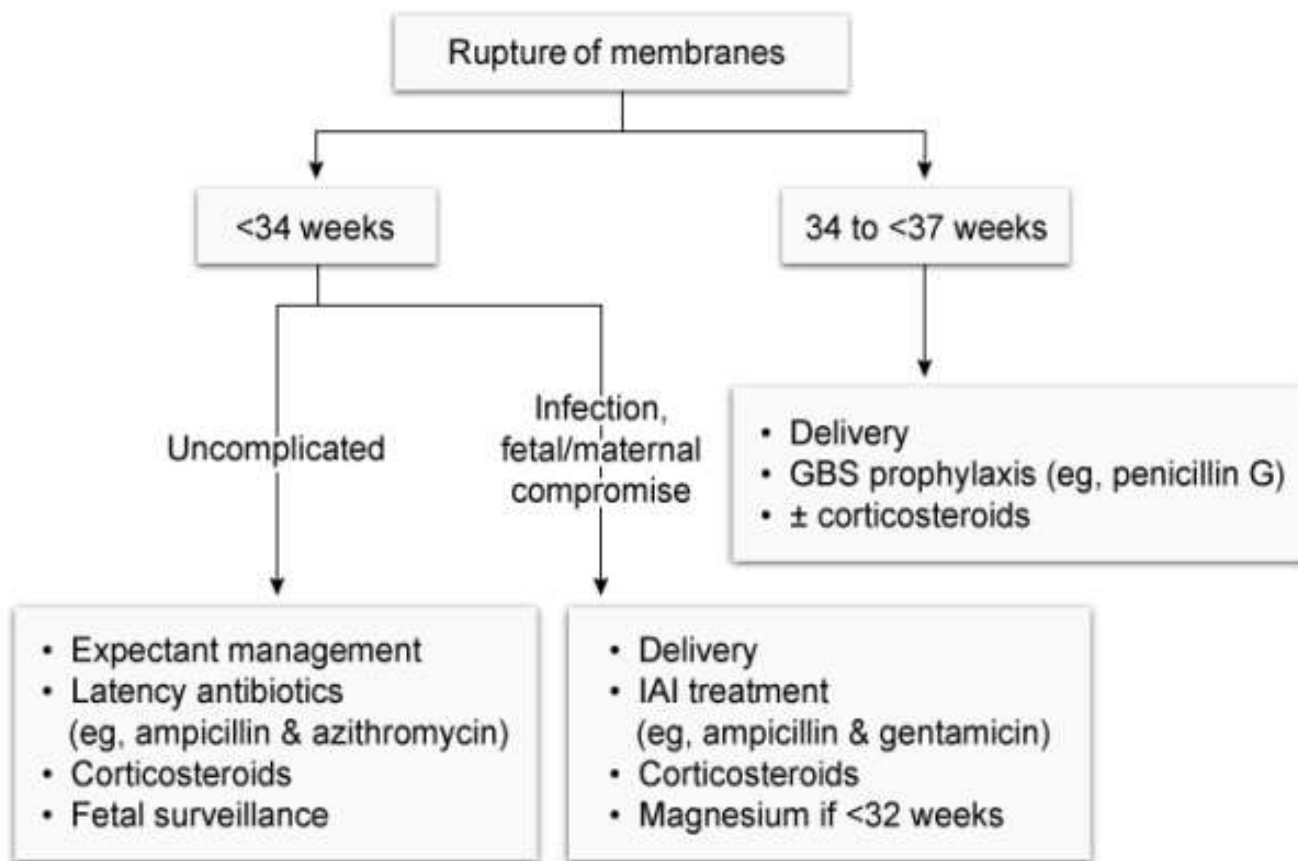 Rupture of membranes
<34 weeks
34 to <37 weeks
Uncomplicated
Infection,
fetal/maternal
compromise
• Delivery
• GBS prophylaxis (eg, penicillin G)
• ± corticosteroids
• Expectant management
• Latency antibiotics
(eg, ampicillin & azithromycin)
• Corticosteroids
• Fetal surveillance
• Delivery
• IAI treatment
(eg, ampicillin & gentamicin)
• Corticosteroids
• Magnesium if <32 weeks